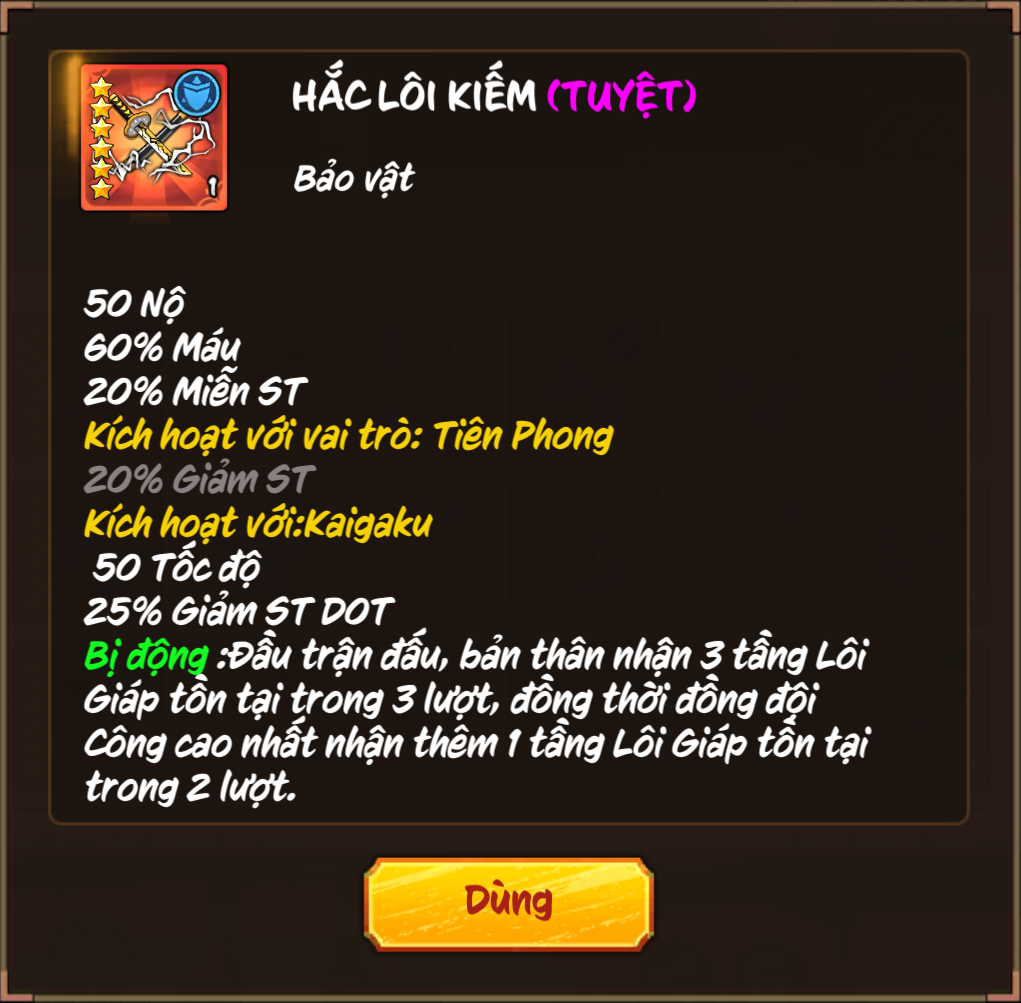 HẮC LÔI KIẾM (TUYỆT)
Bảo vật
1
50 Nộ
60% Máu
20% Miễn ST
Kích hoạt với vai trò: Tiên Phong
20% Giảm ST
Kích hoạt với:Kaigaku
50 Tốc độ
25% Giảm ST DOT
Bị động :Đầu trận đấu, bản thân nhận 3 tầng Lôi
Giáp tồn tại trong 3 lượt, đồng thời đồng đội
Công cao nhất nhận thêm 1 tầng Lôi Giáp tồn tại
trong 2 lượt.
Dùng